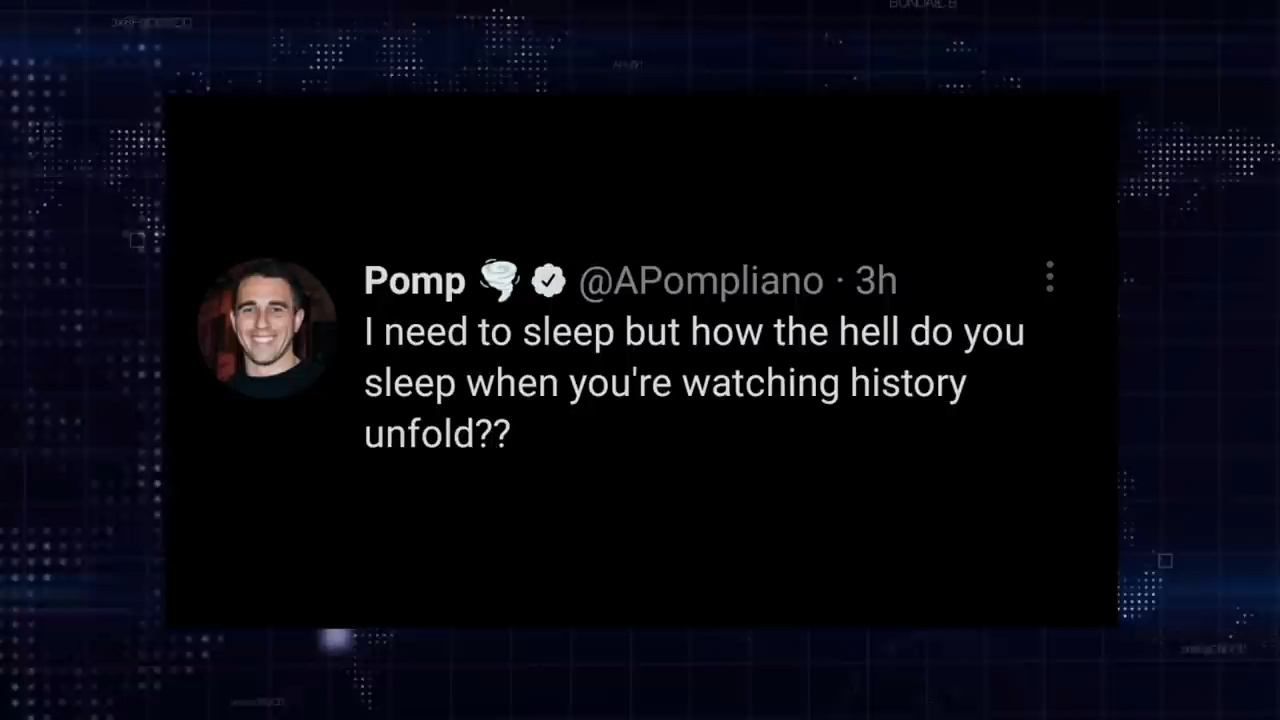 Pomp 🌪️ @APompliano · 3h
I need to sleep but how the hell do you
sleep when you're watching history
unfold??